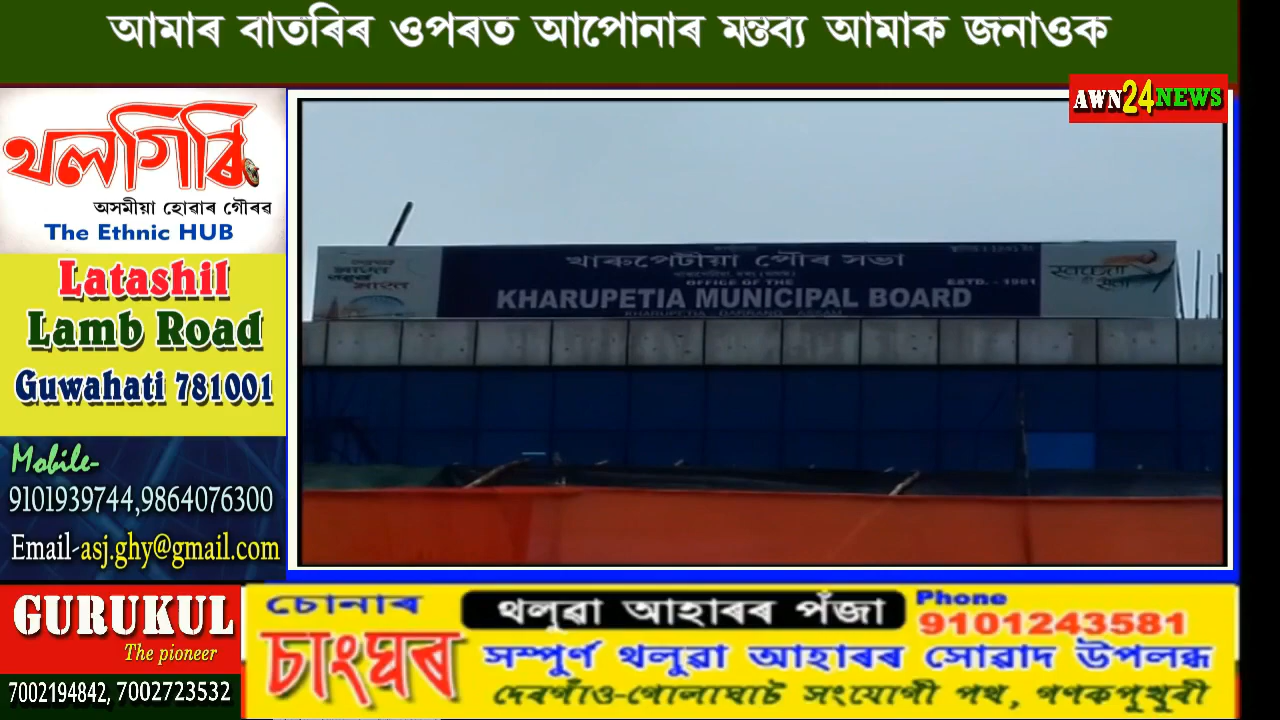 আমাৰ বাতৰিৰ ওপৰত আপোনাৰ মন্তব্য আমাক জনাওক
AWN24NEWS
থলগিৰি
অসমীয়া হোৱাৰ গৌৰৱ
The Ethnic HUB
Latashil
Lamb Road
Guwahati 781001
Mobile-
9101939744,9864076300
Email-asj.ghy@gmail.com
খাৰুপেটীয়া পৌৰ সভা
OFFICE OF THE
ESTD. - 1961
KHARUPETIA MUNICIPAL BOARD
KHARUPETIA - DARRANG - ASSAM
GURUKUL
The pioneer
7002194842, 7002723532
চোনাৰ
চাংঘৰ
থলুৱা আহাৰৰ পঁজা
Phone
9101243581
সম্পুৰ্ণ থলুৱা আহাৰৰ সোৱাদ উপলব্ধ
দেৰগাঁও-গোলাঘাট সংযোগী পথ, গণকপুখুৰী